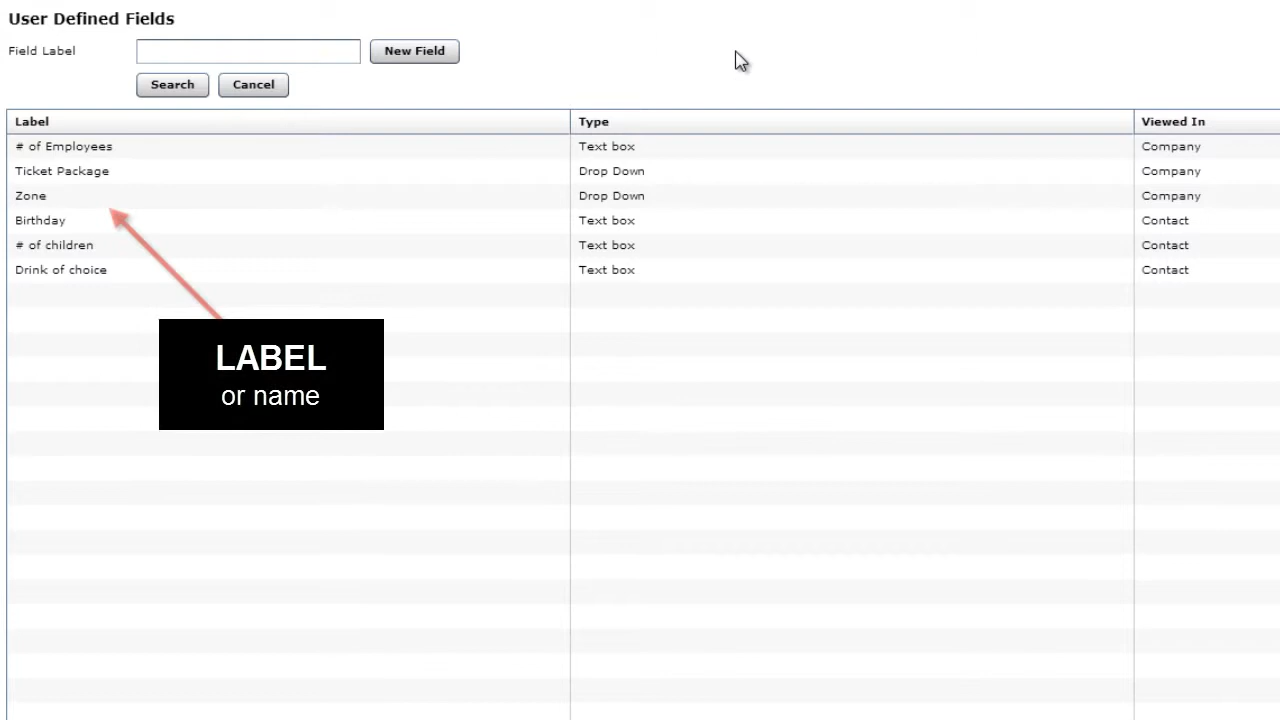 User Defined Fields
Field Label
New Field
Search Cancel
Label Type Viewed In
# of Employees Text box Company
Ticket Package Drop Down Company
Zone Drop Down Company
Birthday Text box Contact
# of children Text box Contact
Drink of choice Text box Contact
LABEL
or name